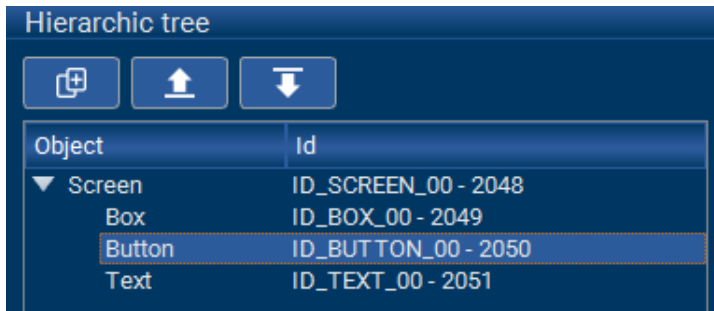 Hierarchic tree
Object Id
Screen ID_SCREEN_00 - 2048
Box ID_BOX_00 - 2049
Button ID_BUTTON_00 - 2050
Text ID_TEXT_00 - 2051